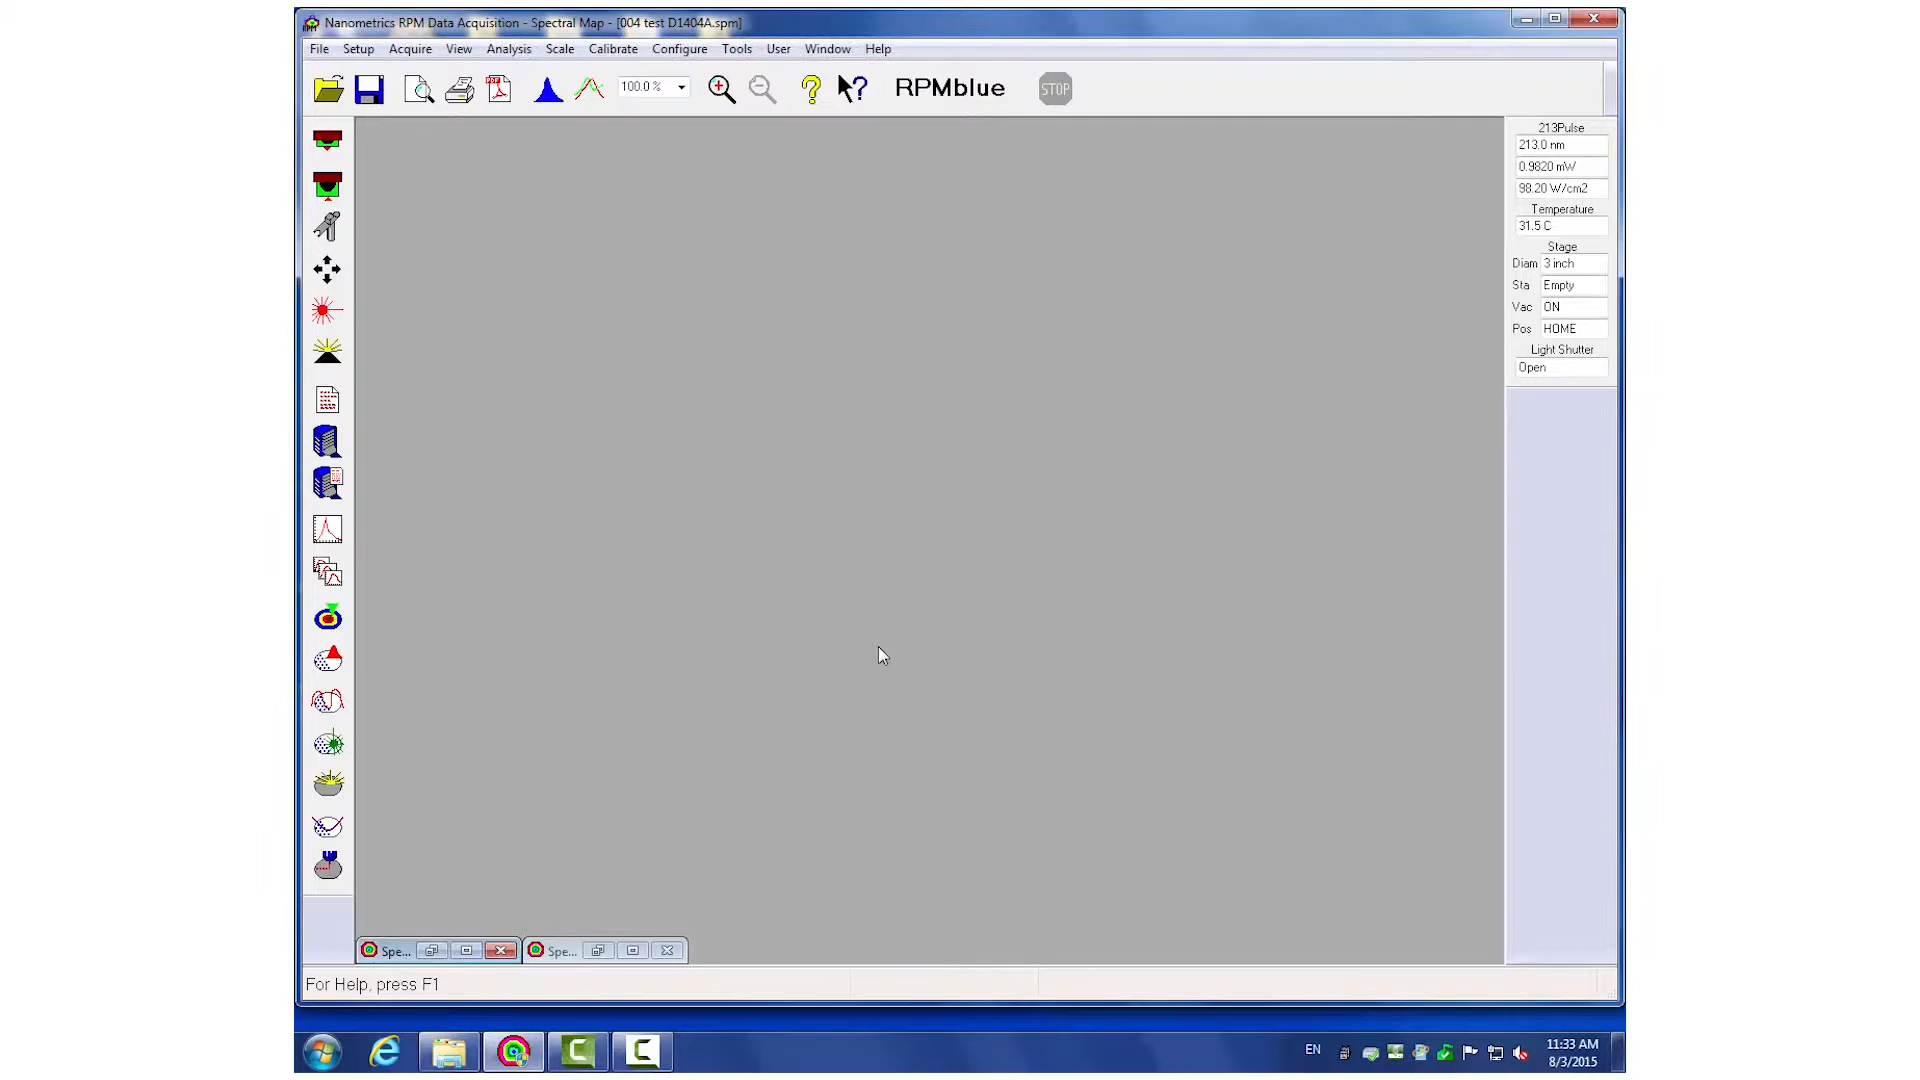 Nanometrics RPM Data Acquisition - Spectral Map - [004 test D1404A.spm]
File Setup Acquire View Analysis Scale Calibrate Configure Tools User Window Help
PDF 100.0 % RPMblue STOP
213Pulse
213.0 nm
0.9820 mW
98.20 W/cm2
Temperature
31.5 C
Stage
Diam 3 inch
Sta Empty
Vac ON
Pos HOME
Light Shutter
Open
Spe... Spe...
For Help, press F1
EN
11:33 AM
8/3/2015